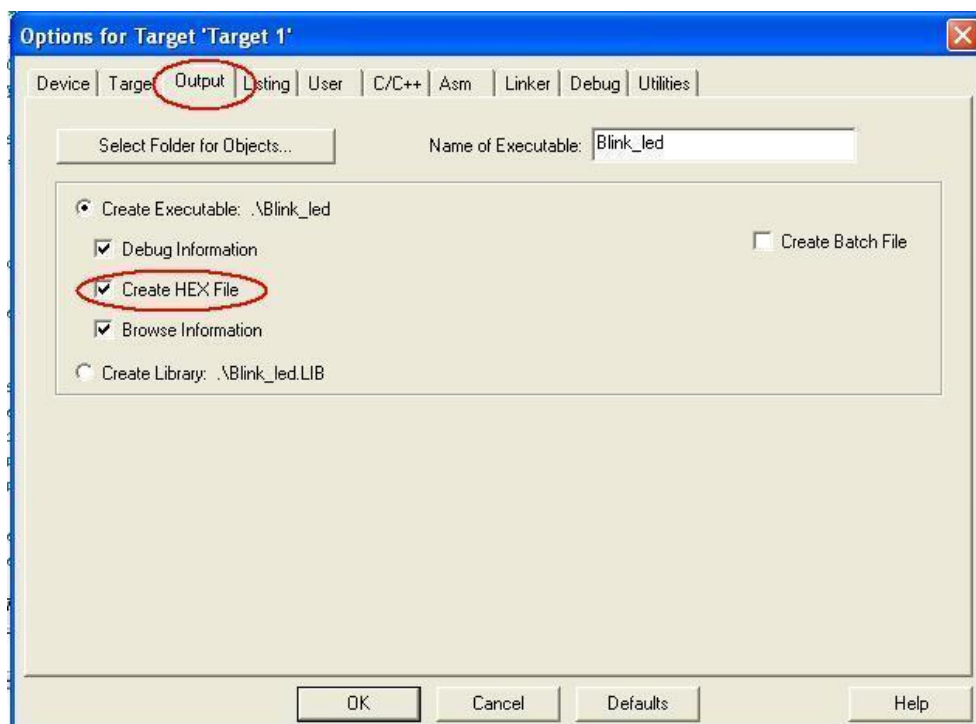 Options for Target 'Target 1'
Device Target Output Listing User C/C++ Asm Linker Debug Utilities
Select Folder for Objects... Name of Executable: Blink_led
Create Executable: .\Blink_led
Debug Information Create Batch File
Create HEX File
Browse Information
Create Library: .\Blink_led.LIB
OK Cancel Defaults Help